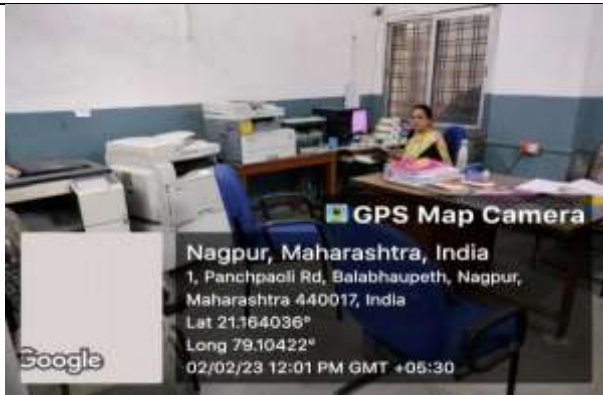 GPS Map Camera
Nagpur, Maharashtra, India
1, Panchpaoli Rd, Balabhaupeth, Nagpur,
Maharashtra 440017, India
Lat 21.164036°
Long 79.10422°
Google
02/02/23 12:01 PM GMT +05:30